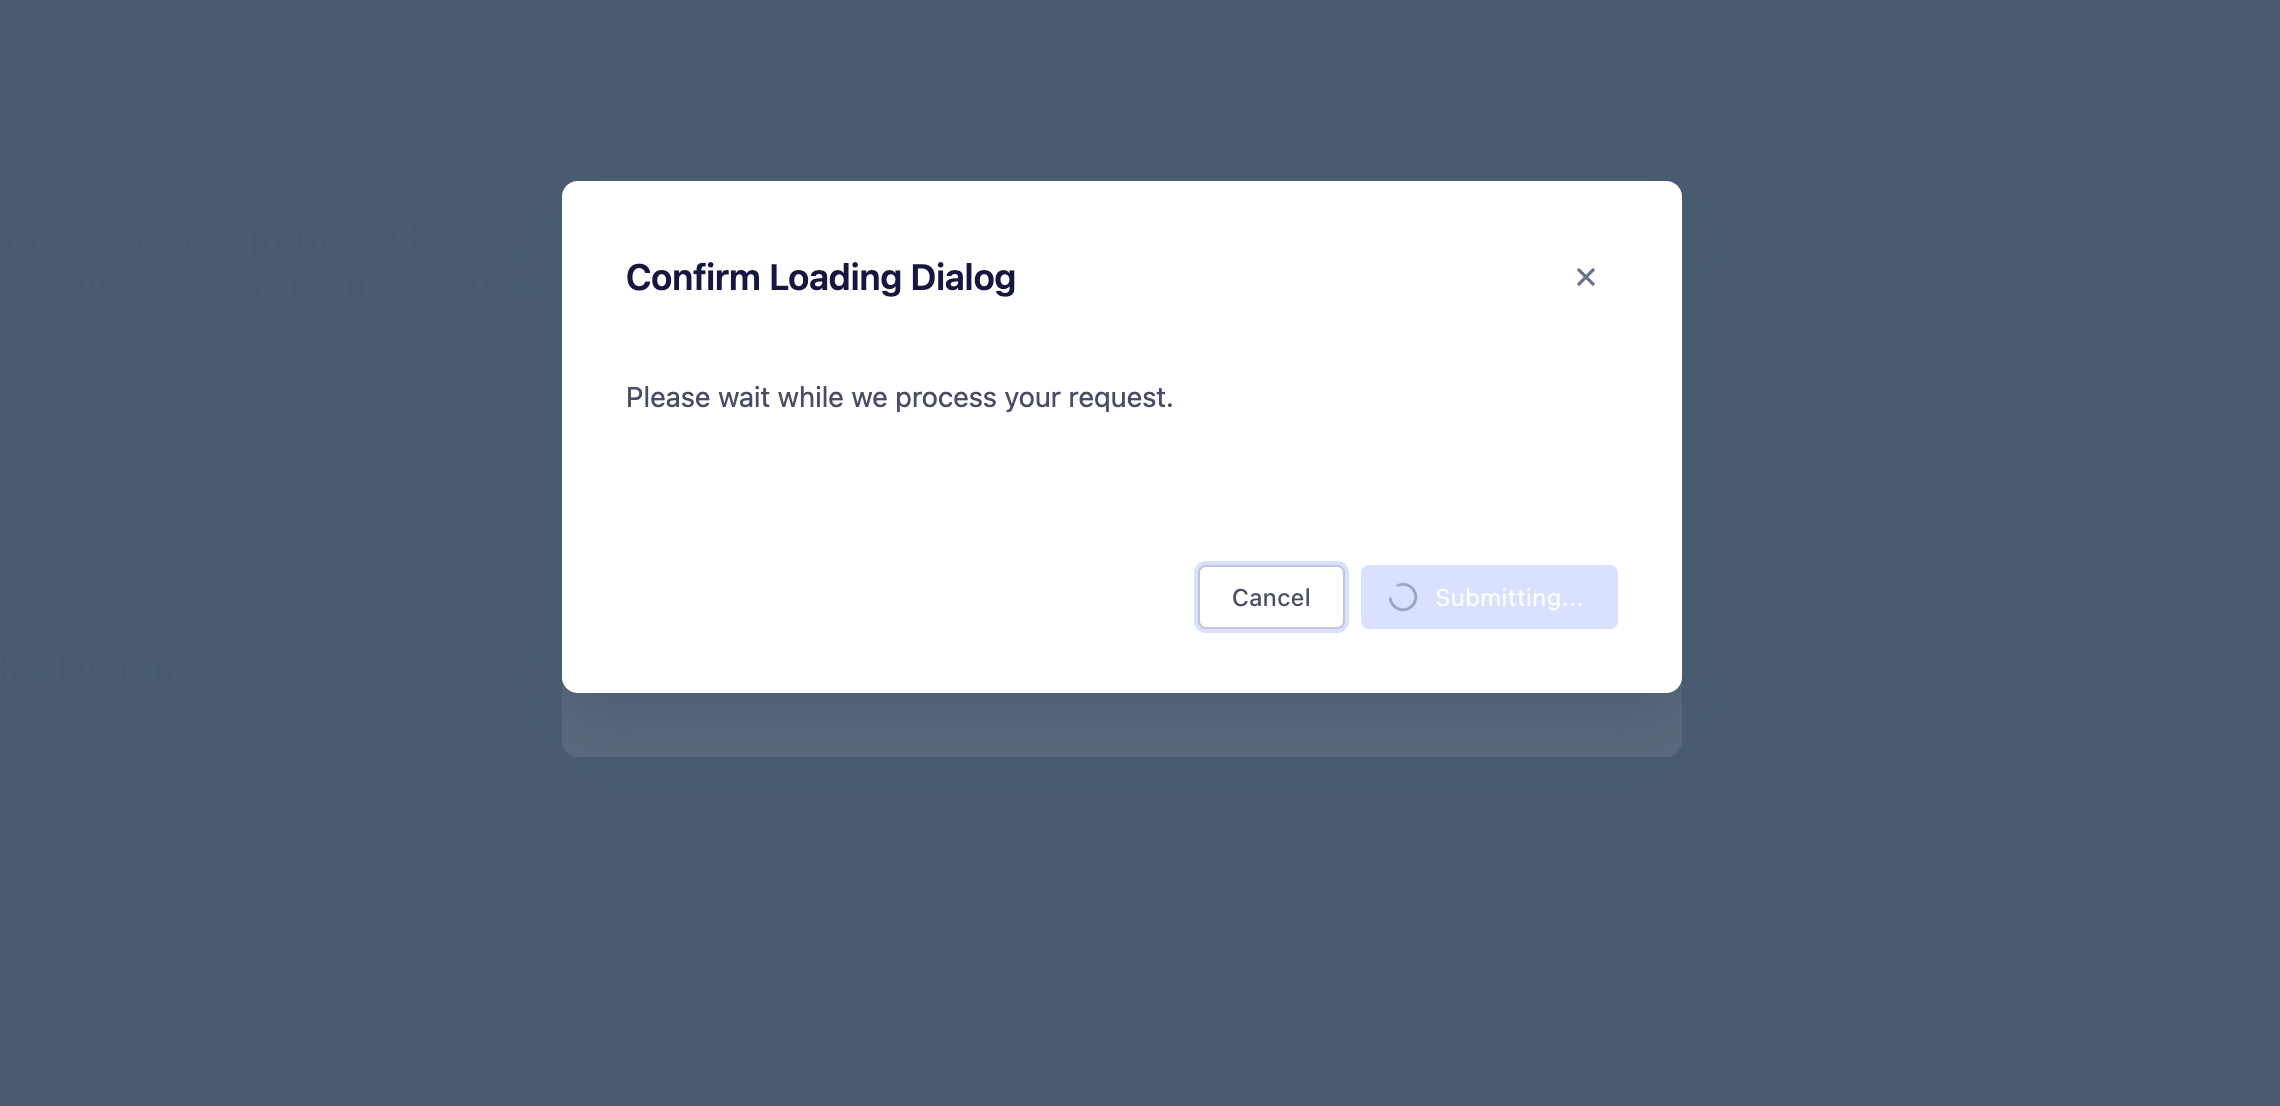 function accepting `({ close
Confirm Loading Dialog
is used to wrap the string.
Please wait while we process your request.
Cancel
Submitting...
he button.